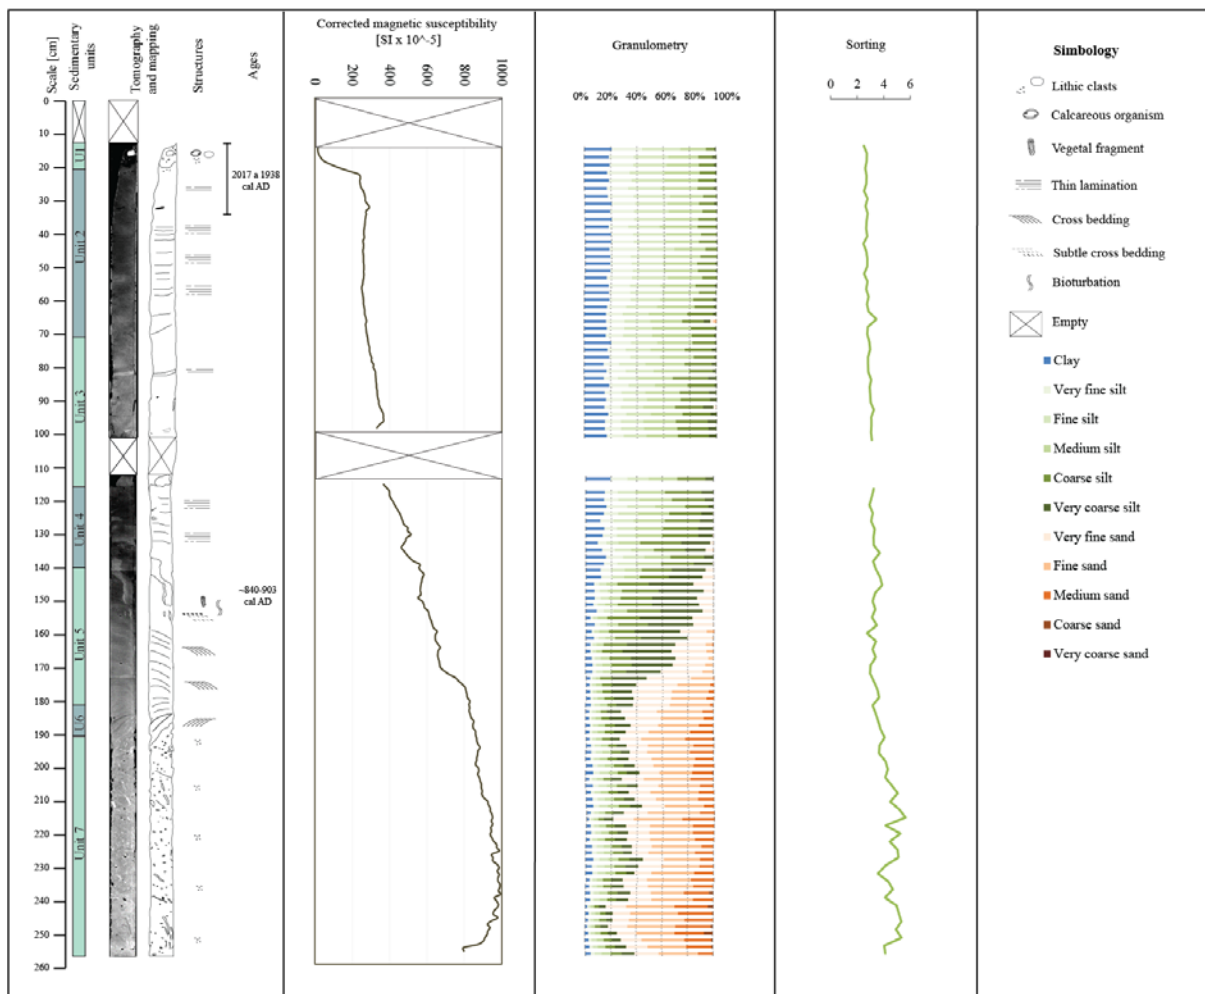 Scale [cm]
Sedimentary
units
Tomography
and mapping
Structures
Ages
Corrected magnetic susceptibility
[SI x 10^-5]
Granulometry
Sorting
Simbology
0
200
400
600
800
1000
0% 20% 40% 60% 80% 100%
0 2 4 6
0
10
20
30
40
50
60
70
80
90
100
110
120
130
140
150
160
170
180
190
200
210
220
230
240
250
260
U1
Unit 2
Unit 3
Unit 4
Unit 5
U6
Unit 7
2017 a 1938
cal AD
~840-903
cal AD
Lithic clasts
Calcareous organism
Vegetal fragment
Thin lamination
Cross bedding
Subtle cross bedding
Bioturbation
Empty
Clay
Very fine silt
Fine silt
Medium silt
Coarse silt
Very coarse silt
Very fine sand
Fine sand
Medium sand
Coarse sand
Very coarse sand